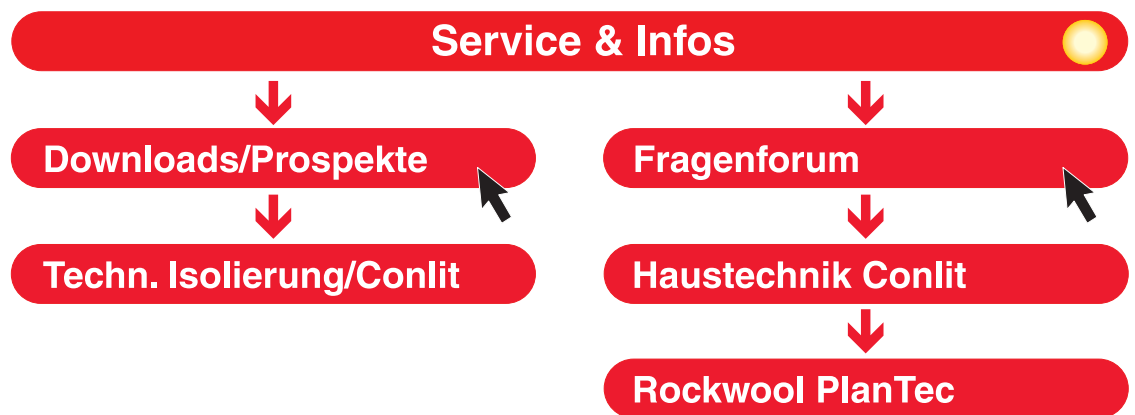 Service & Infos
Downloads/Prospekte
Fragenforum
Techn. Isolierung/Conlit
Haustechnik Conlit
Rockwool PlanTec